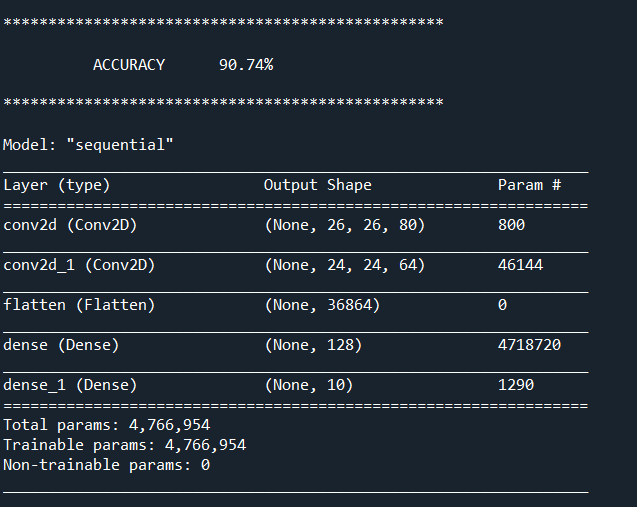 *************************************************
ACCURACY 90.74%
*************************************************
Model: "sequential"
_________________________________________________________________
Layer (type) Output Shape Param #
=================================================================
conv2d (Conv2D) (None, 26, 26, 80) 800
_________________________________________________________________
conv2d_1 (Conv2D) (None, 24, 24, 64) 46144
_________________________________________________________________
flatten (Flatten) (None, 36864) 0
_________________________________________________________________
dense (Dense) (None, 128) 4718720
_________________________________________________________________
dense_1 (Dense) (None, 10) 1290
=================================================================
Total params: 4,766,954
Trainable params: 4,766,954
Non-trainable params: 0
_________________________________________________________________